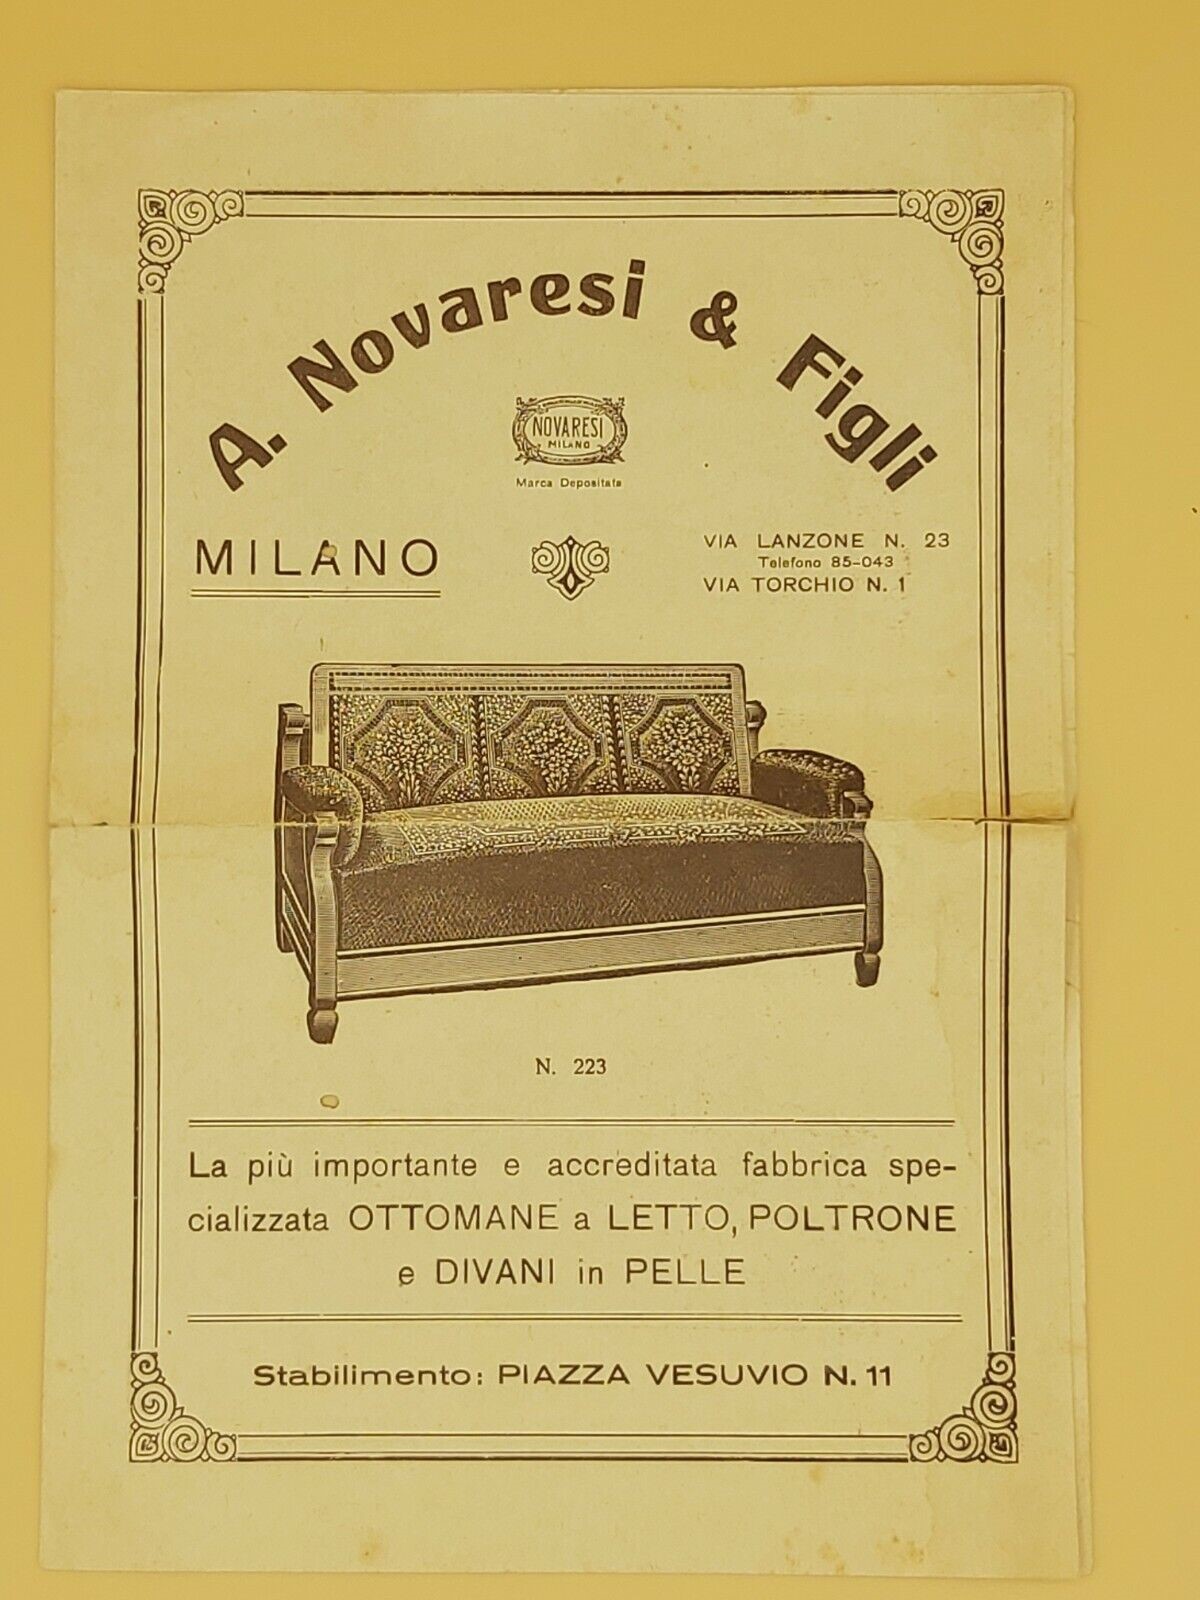 A. Novaresi & Figli
NOVARESI
MILANO
Marca Depositata
MILANO
VIA LANZONE N. 23
Telefono 85-043
VIA TORCHIO N. 1
N. 223
La più importante e accreditata fabbrica spe-
cializzata OTTOMANE a LETTO, POLTRONE
e DIVANI in PELLE
Stabilimento: PIAZZA VESUVIO N. 11